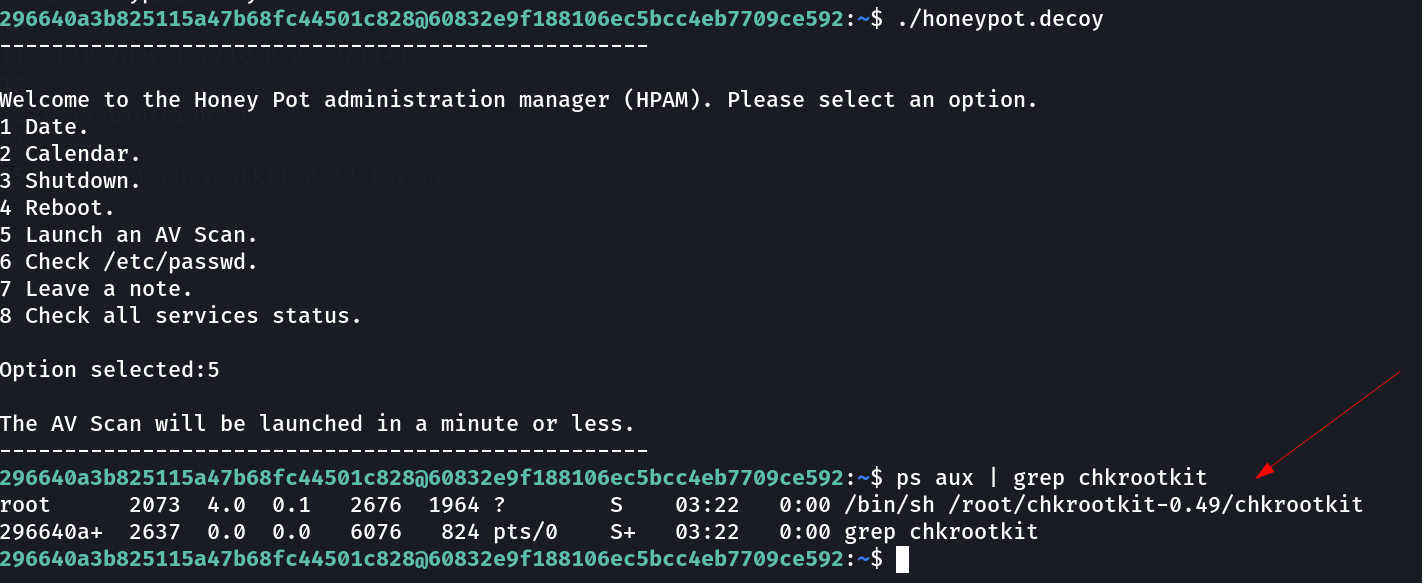 296640a3b825115a47b68fc44501c828@60832e9f188106ec5bcc4eb7709ce592:~$ ./honeypot.decoy
--------------------------------------------------
Welcome to the Honey Pot administration manager (HPAM). Please select an option.
1 Date.
2 Calendar.
3 Shutdown.
chkrootkit-0.49 tar.gz
4 Reboot.
5 Launch an AV Scan.
6 Check /etc/passwd.
7 Leave a note.
8 Check all services status.
Option selected:5
The AV Scan will be launched in a minute or less.
--------------------------------------------------
296640a3b825115a47b68fc44501c828@60832e9f188106ec5bcc4eb7709ce592:~$ ps aux | grep chkrootkit
root      2073  4.0  0.1   2676  1964 ?        S    03:22   0:00 /bin/sh /root/chkrootkit-0.49/chkrootkit
296640a+  2637  0.0  0.0   6076   824 pts/0    S+   03:22   0:00 grep chkrootkit
296640a3b825115a47b68fc44501c828@60832e9f188106ec5bcc4eb7709ce592:~$